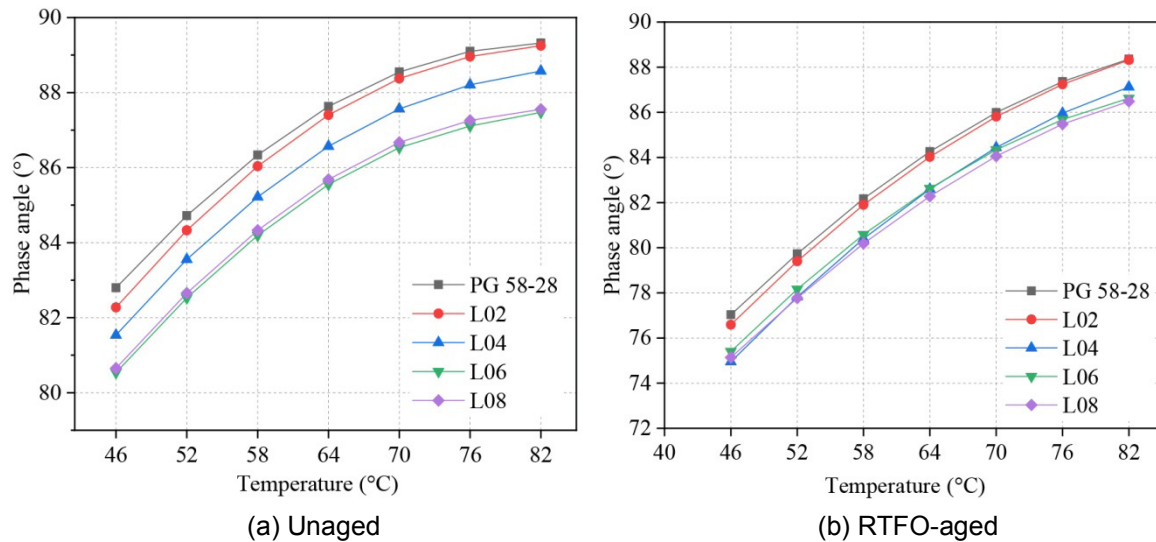 90
88
86
84
82
80
Phase angle (°)
46 52 58 64 70 76 82
Temperature (°C)
PG 58-28
L02
L04
L06
L08
(a) Unaged
90
88
86
84
82
80
78
76
74
72
Phase angle (°)
40 46 52 58 64 70 76 82
Temperature (°C)
PG 58-28
L02
L04
L06
L08
(b) RTFO-aged